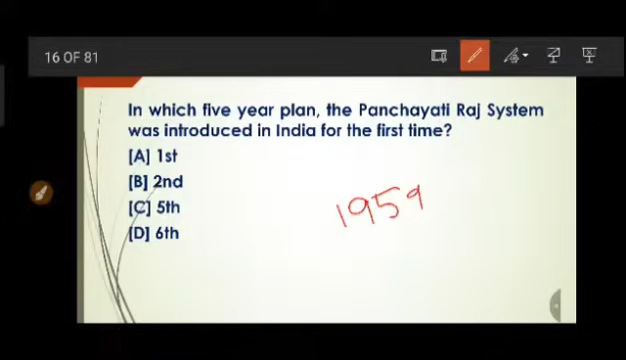 16 OF 81
In which five year plan, the Panchayati Raj System
was introduced in India for the first time?
[A] 1st
[B] 2nd
[C] 5th
[D] 6th
1959